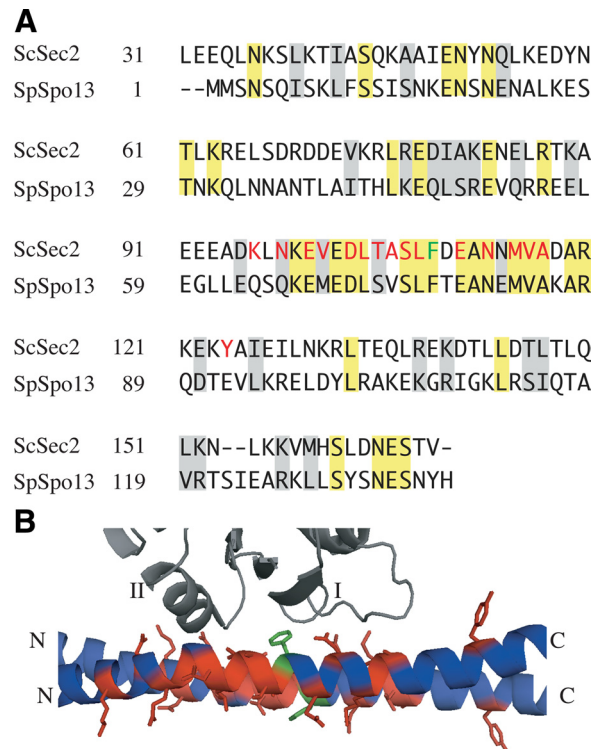 A
ScSec2 31 LEEQLNKSLKTIASQKAAIENYNQLKEDYN
SpSpo13 1 --MMSNSQISKLFSSISNKENSNENALKES
ScSec2 61 TLKRELSDRDDEVKRLREDIAKENELRTKA
SpSpo13 29 TNKQLNNANTLAITHLKEQLSREVQRREEL
ScSec2 91 EEEADKLNKEVEDLTASLFDEANNMVADAR
SpSpo13 59 EGLLEQSQKEMEDLSVSLFTEANEMVAKAR
ScSec2 121 KEKYAIEILNKRLTEQLREKDTLLDTLTLQ
SpSpo13 89 QDTEVLKRELDYLRAKEKGRIGKLRSIQTA
ScSec2 151 LKN--LKKVMHSLDNESTV-
SpSpo13 119 VRTSIEARKLLSYSNESNYH
B
II I
N C
N C